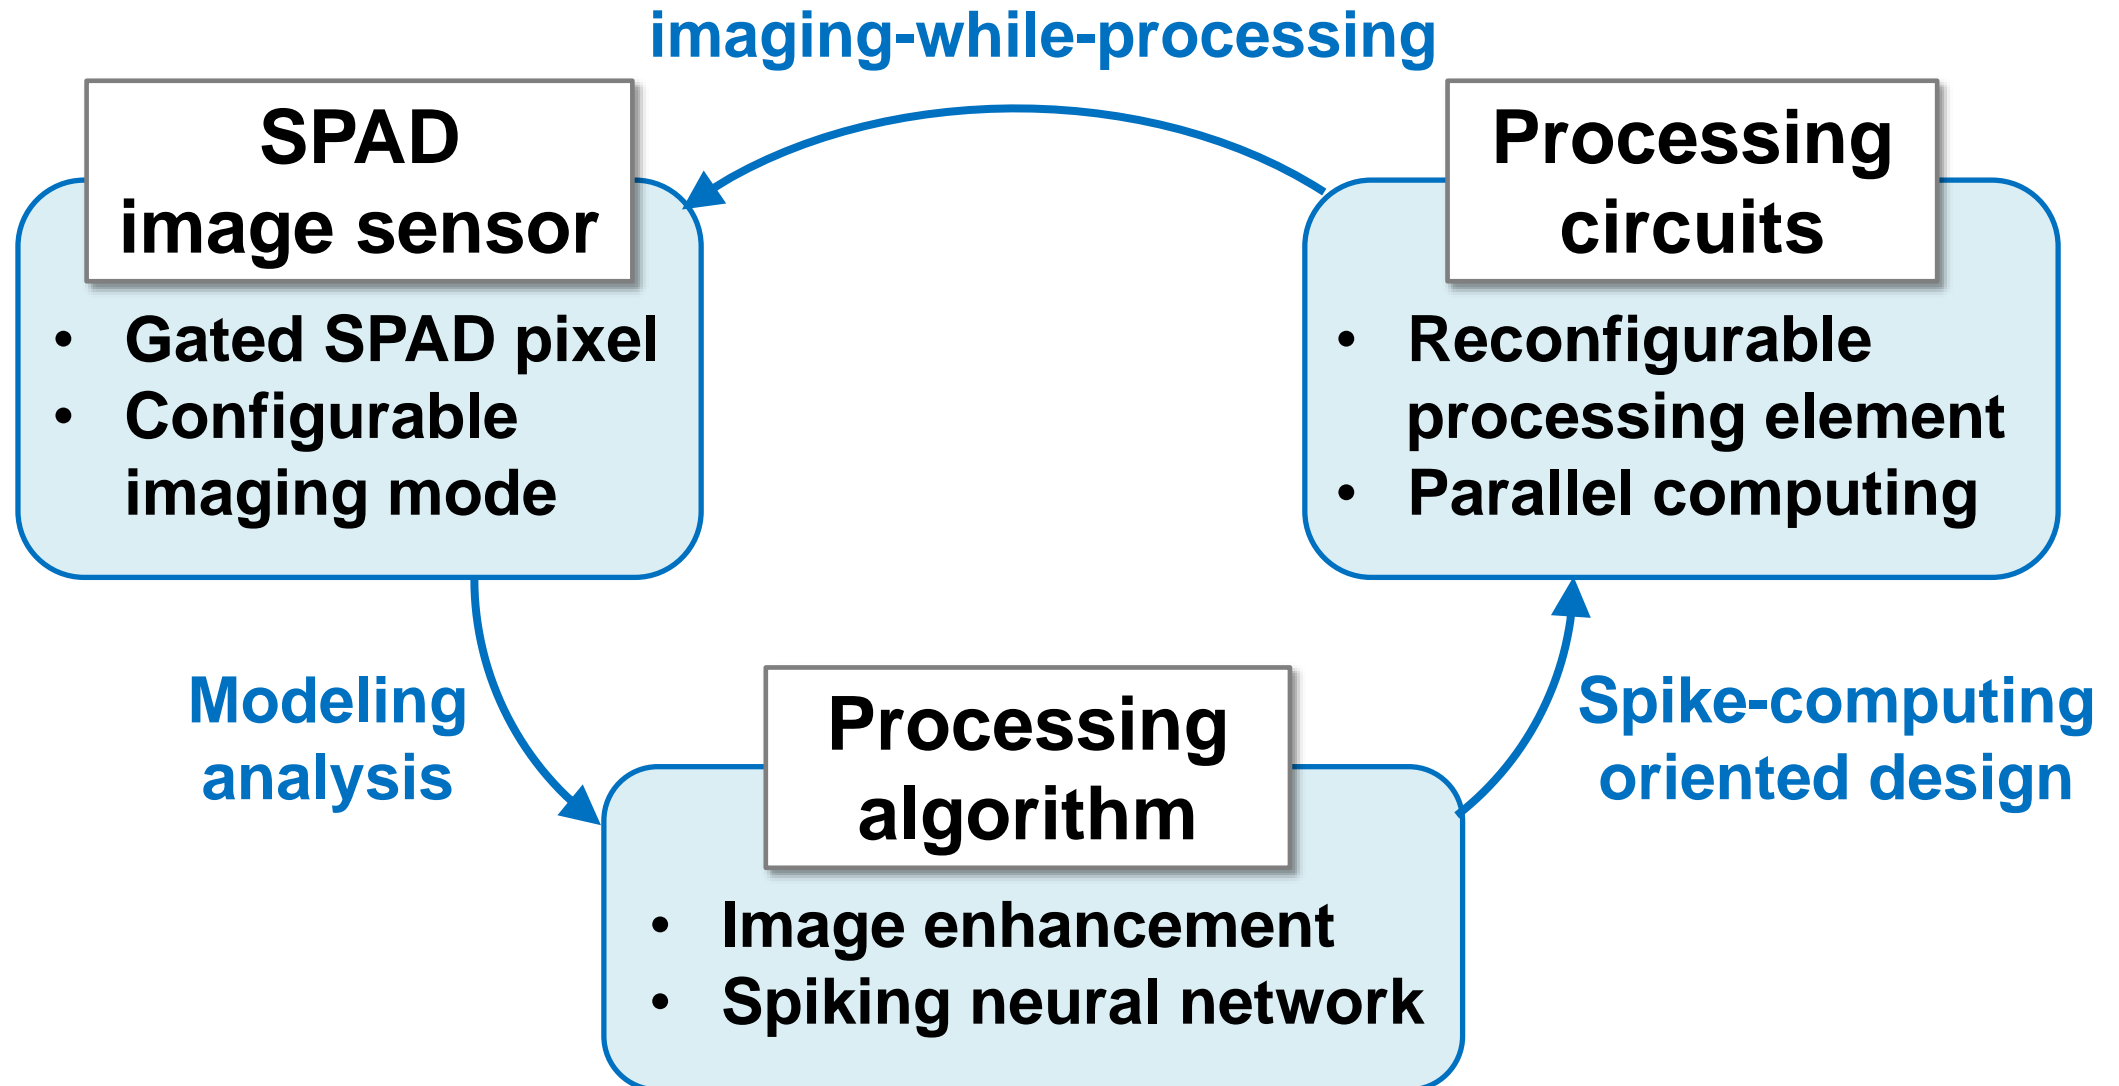 imaging-while-processing
SPAD
image sensor
• Gated SPAD pixel
• Configurable
imaging mode
Processing
circuits
• Reconfigurable
processing element
• Parallel computing
Modeling
analysis
Spike-computing
oriented design
Processing
algorithm
• Image enhancement
• Spiking neural network